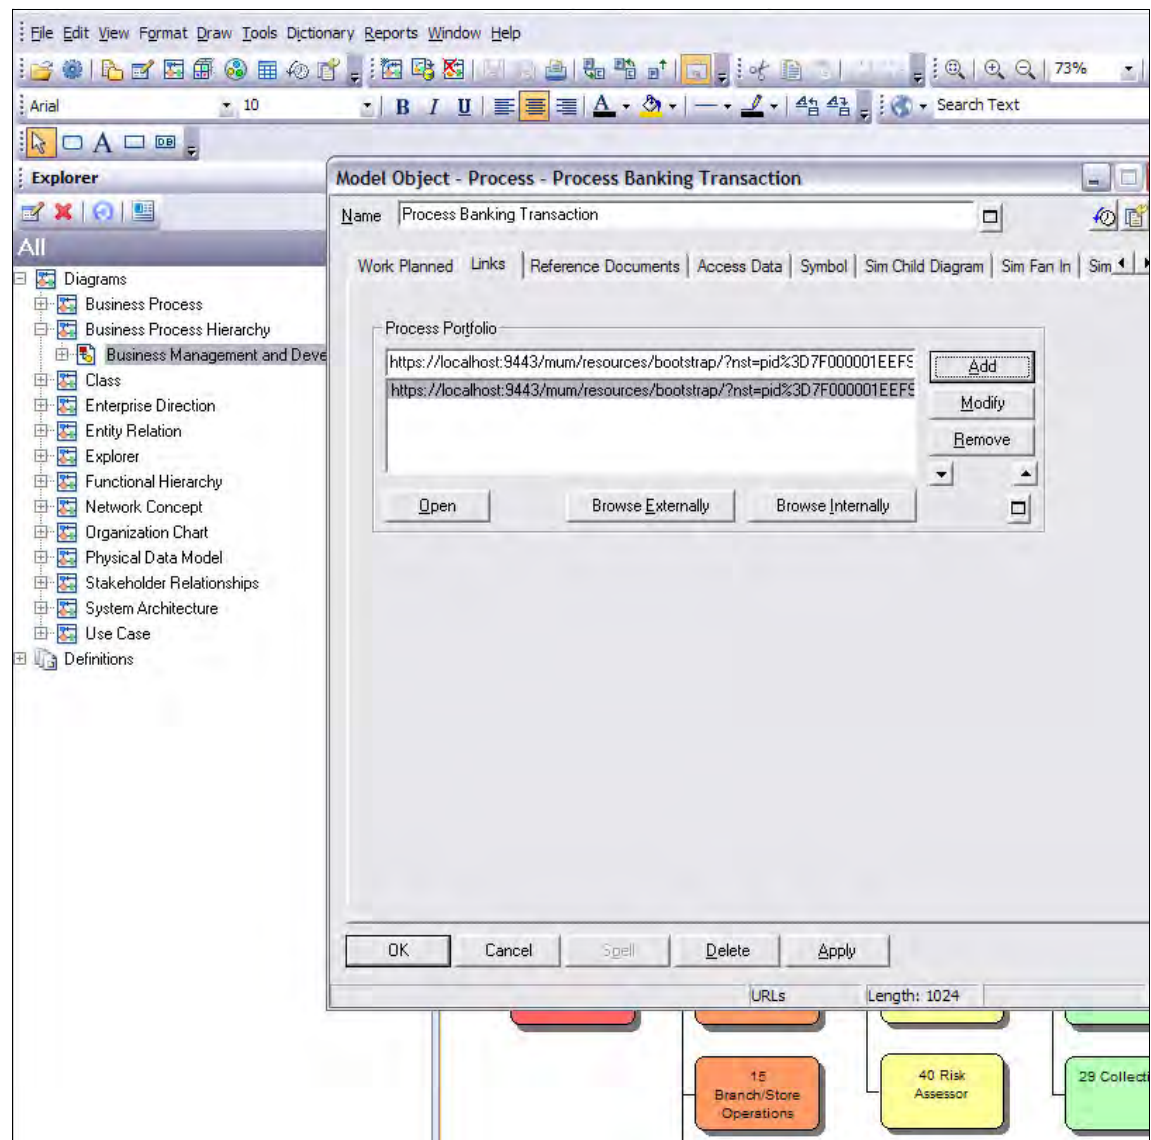 File Edit View Format Draw Tools Dictionary Reports Window Help
73%
Arial 10 B I U A Search Text
A DB
Explorer
All
Diagrams
Business Process
Business Process Hierarchy
Business Management and Deve
Class
Enterprise Direction
Entity Relation
Explorer
Functional Hierarchy
Network Concept
Organization Chart
Physical Data Model
Stakeholder Relationships
System Architecture
Use Case
Definitions
Model Object - Process - Process Banking Transaction
Name Process Banking Transaction
Work Planned Links Reference Documents Access Data Symbol Sim Child Diagram Sim Fan In Sim
Process Portfolio
https://localhost:9443/mum/resources/bootstrap/?nst=pid%3D7F000001EEF9
https://localhost:9443/mum/resources/bootstrap/?nst=pid%3D7F000001EEF9
Add
Modify
Remove
Open Browse Externally Browse Internally
OK Cancel Spell Delete Apply
URLs Length: 1024
15
Branch/Store
Operations
40 Risk
Assessor
29 Collecti